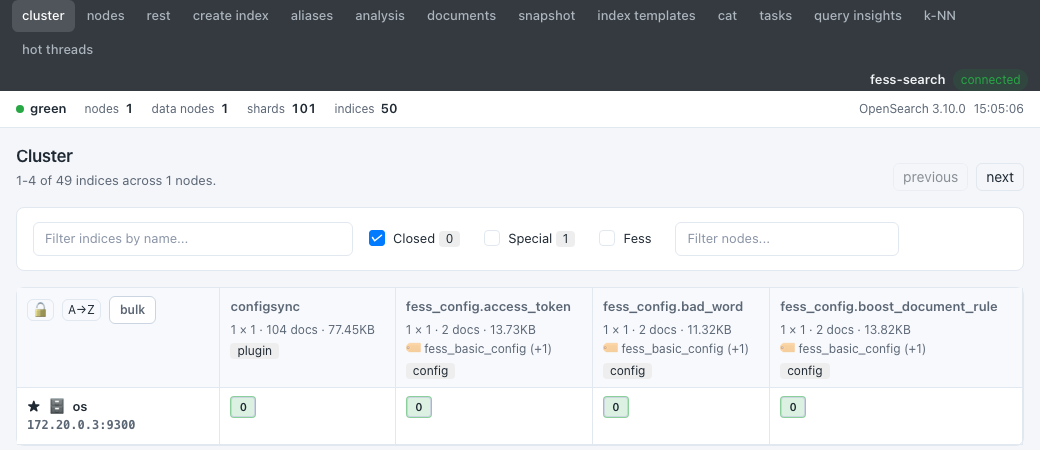 cluster nodes rest create index aliases analysis documents snapshot index templates cat tasks query insights k-NN
hot threads
fess-search connected
green nodes 1 data nodes 1 shards 101 indices 50 OpenSearch 3.10.0 15:05:06
Cluster
1-4 of 49 indices across 1 nodes.
previous next
Filter indices by name... Closed 0 Special 1 Fess Filter nodes...
A→Z bulk
configsync fess_config.access_token fess_config.bad_word fess_config.boost_document_rule
1 × 1 · 104 docs · 77.45KB 1 × 1 · 2 docs · 13.73KB 1 × 1 · 2 docs · 11.32KB 1 × 1 · 2 docs · 13.82KB
plugin fess_basic_config (+1) fess_basic_config (+1) fess_basic_config (+1)
config config config
os 0 0 0 0
172.20.0.3:9300